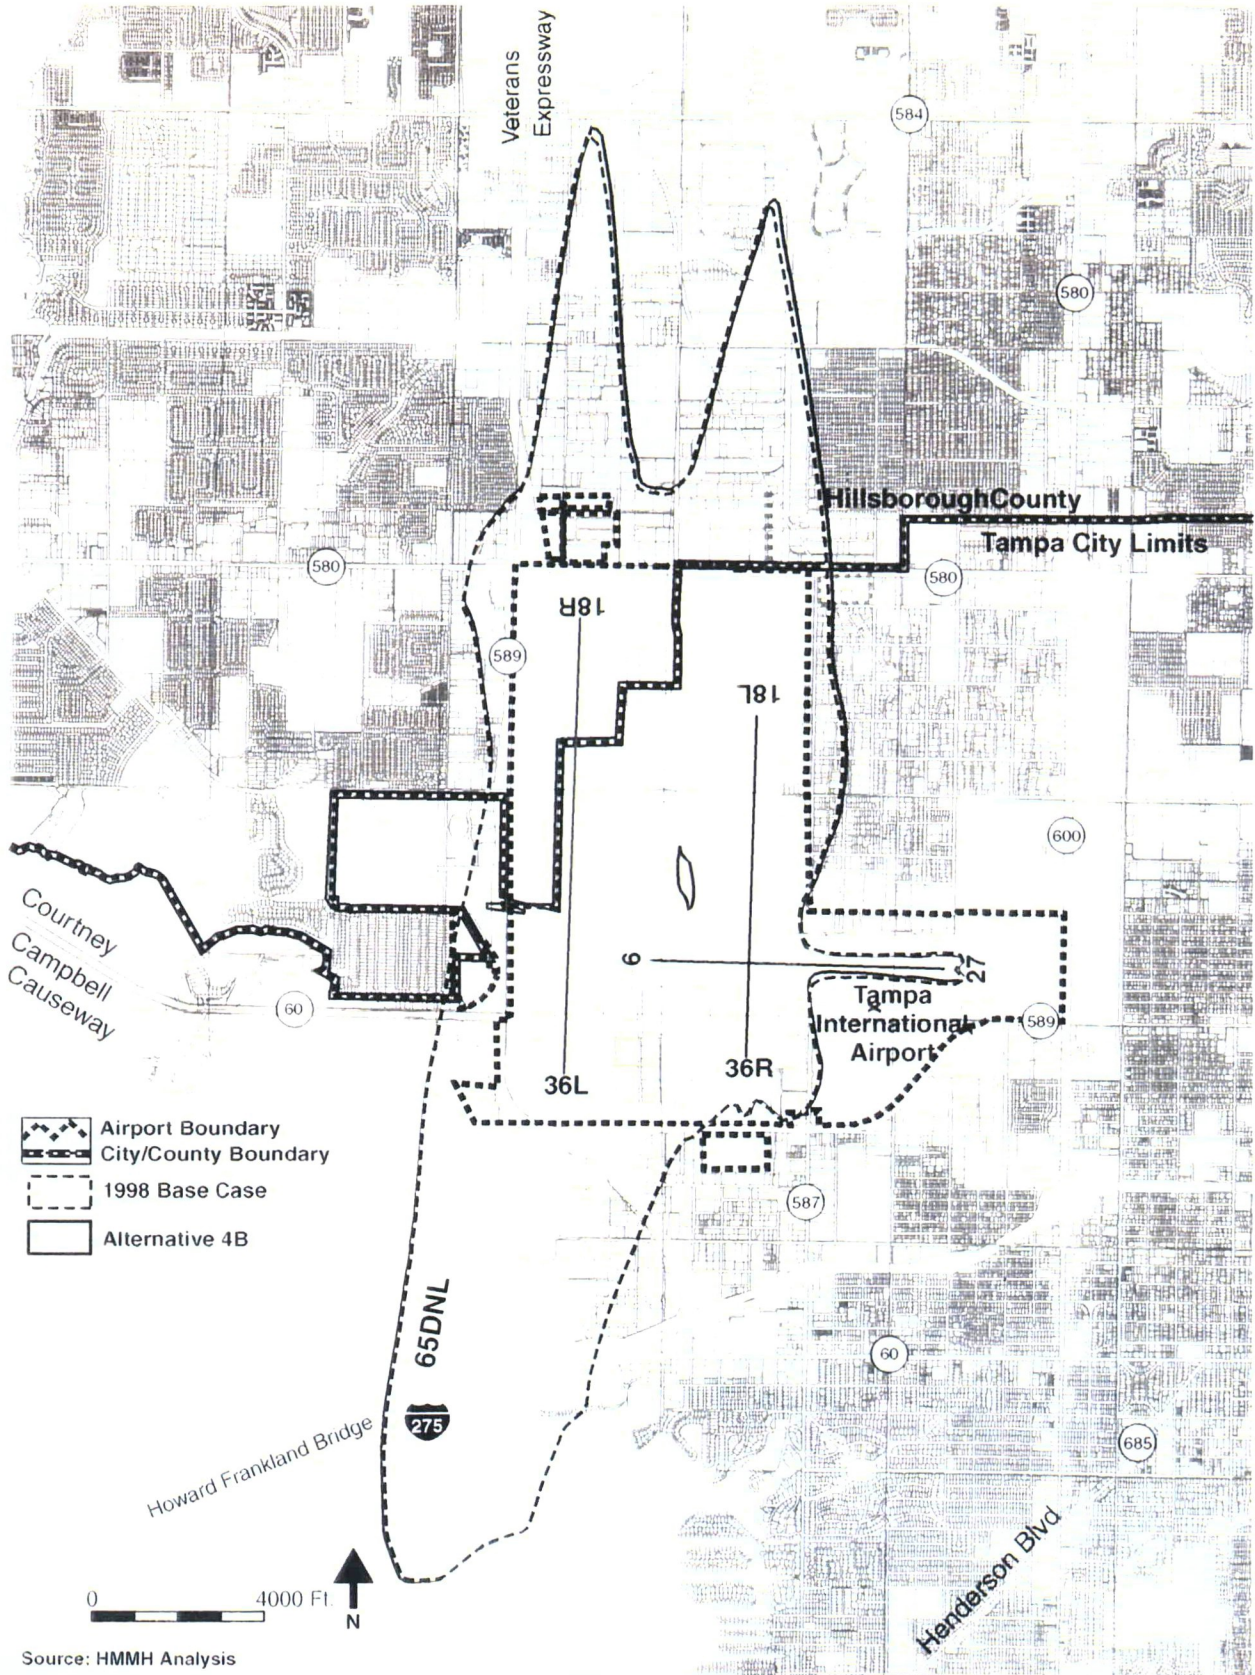 Veterans
Expressway
584
580
HillsboroughCounty
Tampa City Limits
580
580
18R
589
18L
600
Courtney
Campbell
Causeway
60
9
27
Tampa
International
Airport
589
36L
36R
Airport Boundary
City/County Boundary
1998 Base Case
Alternative 4B
587
65DNL
60
275
Howard Frankland Bridge
685
Henderson Blvd
0 4000 Ft.
N
Source: HMMH Analysis